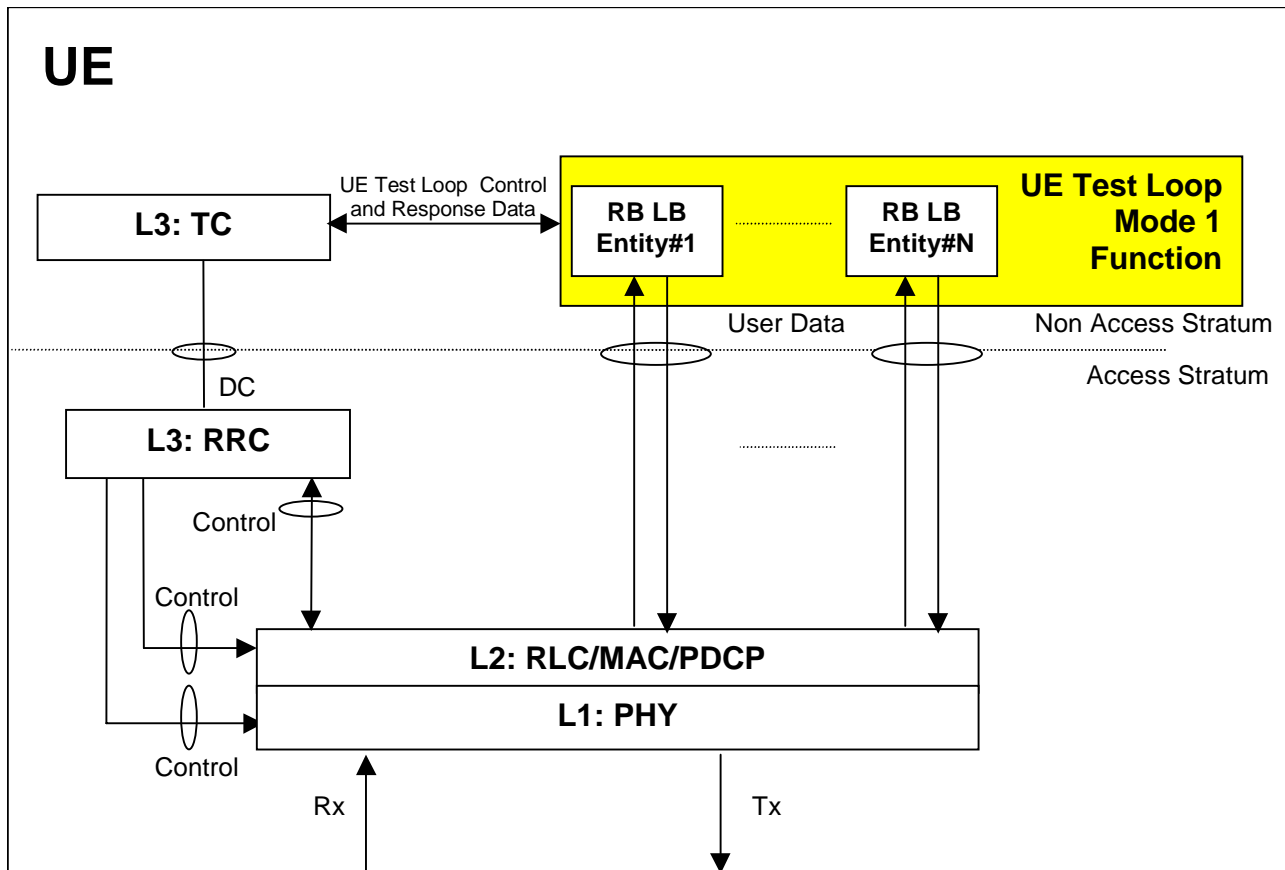 UE
UE Test Loop Control
and Response Data
L3: TC
RB LB
Entity#1
RB LB
Entity#N
UE Test Loop
Mode 1
Function
User Data
Non Access Stratum
Access Stratum
DC
L3: RRC
Control
Control
L2: RLC/MAC/PDCP
L1: PHY
Control
Rx
Tx